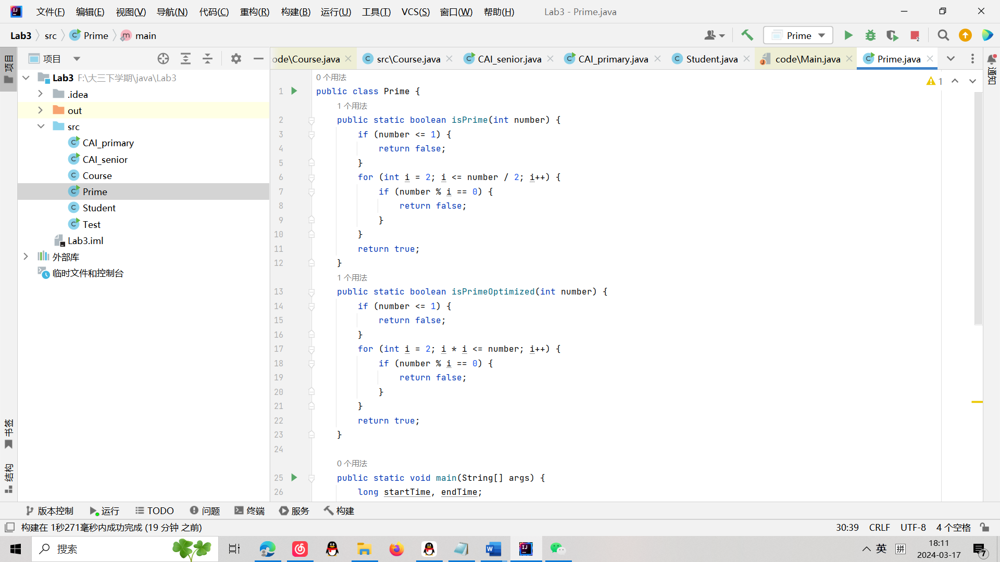 文件(F) 编辑(E) 视图(V) 导航(N) 代码(C) 重构(R) 构建(B) 运行(U) 工具(T) VCS(S) 窗口(W) 帮助(H) Lab3 - Prime.java
Lab3 src Prime main
Prime
项目
ode\Course.java src\Course.java CAI_senior.java CAI_primary.java Student.java code\Main.java Prime.java
项目
书签
结构
通知
Lab3 F:\大三下学期\java\Lab3
.idea
out
src
CAI_primary
CAI_senior
Course
Prime
Student
Test
Lab3.iml
外部库
临时文件和控制台
1
0 个用法
1 public class Prime {
1 个用法
2 public static boolean isPrime(int number) {
3 if (number <= 1) {
4 return false;
5 }
6 for (int i = 2; i <= number / 2; i++) {
7 if (number % i == 0) {
8 return false;
9 }
10 }
11 return true;
12 }
1 个用法
13 public static boolean isPrimeOptimized(int number) {
14 if (number <= 1) {
15 return false;
16 }
17 for (int i = 2; i * i <= number; i++) {
18 if (number % i == 0) {
19 return false;
20 }
21 }
22 return true;
23 }
24
0 个用法
25 public static void main(String[] args) {
26 long startTime, endTime;
版本控制 运行 TODO 问题 终端 服务 构建
构建在 1秒271毫秒内成功完成 (19 分钟 之前) 30:39 CRLF UTF-8 4 个空格
搜索
英 拼
18:11
2024-03-17
7